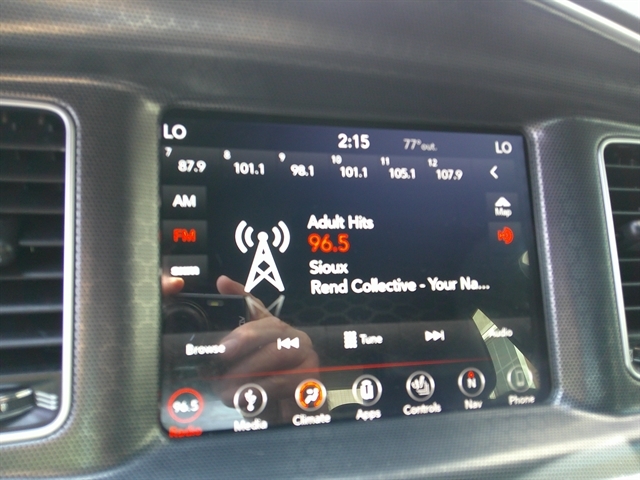 LO 2:15 77°out. LO
7 87.9 8 101.1 9 98.1 10 101.1 11 105.1 12 107.9
AM
Map
FM
Adult Hits
96.5
Sioux
Rend Collective - Your Na...
Browse Tune Audio
96.5
Radio Media Climate Apps Controls N Nav Phone